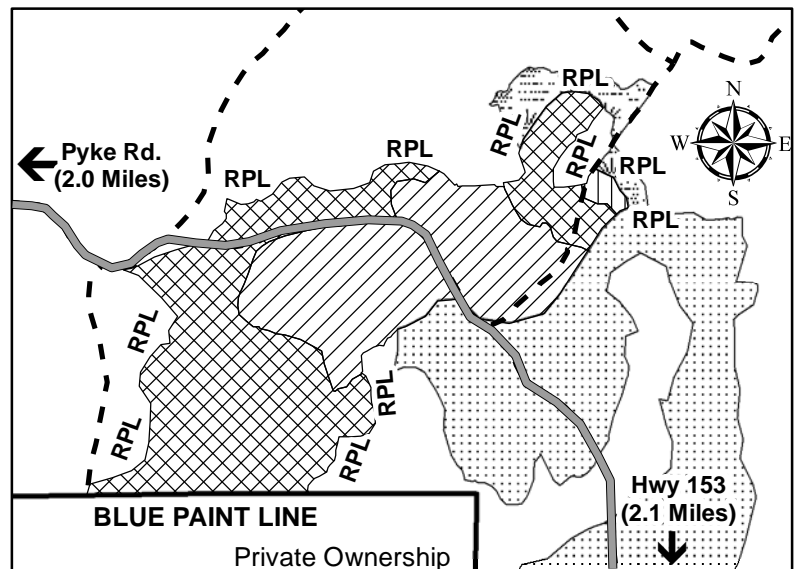 RPL
RPL
RPL
RPL
N
W
E
S
Pyke Rd.
(2.0 Miles)
RPL
RPL
RPL
RPL
RPL
RPL
RPL
Hwy 153
(2.1 Miles)
BLUE PAINT LINE
Private Ownership